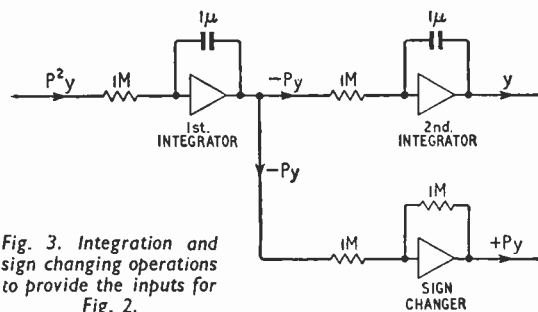 1μ
1μ
P²y
1M
-Py
1M
y
1st.
INTEGRATOR
2nd.
INTEGRATOR
-Py
1M
1M
+Py
SIGN
CHANGER
Fig. 3. Integration and
sign changing operations
to provide the inputs for
Fig. 2.